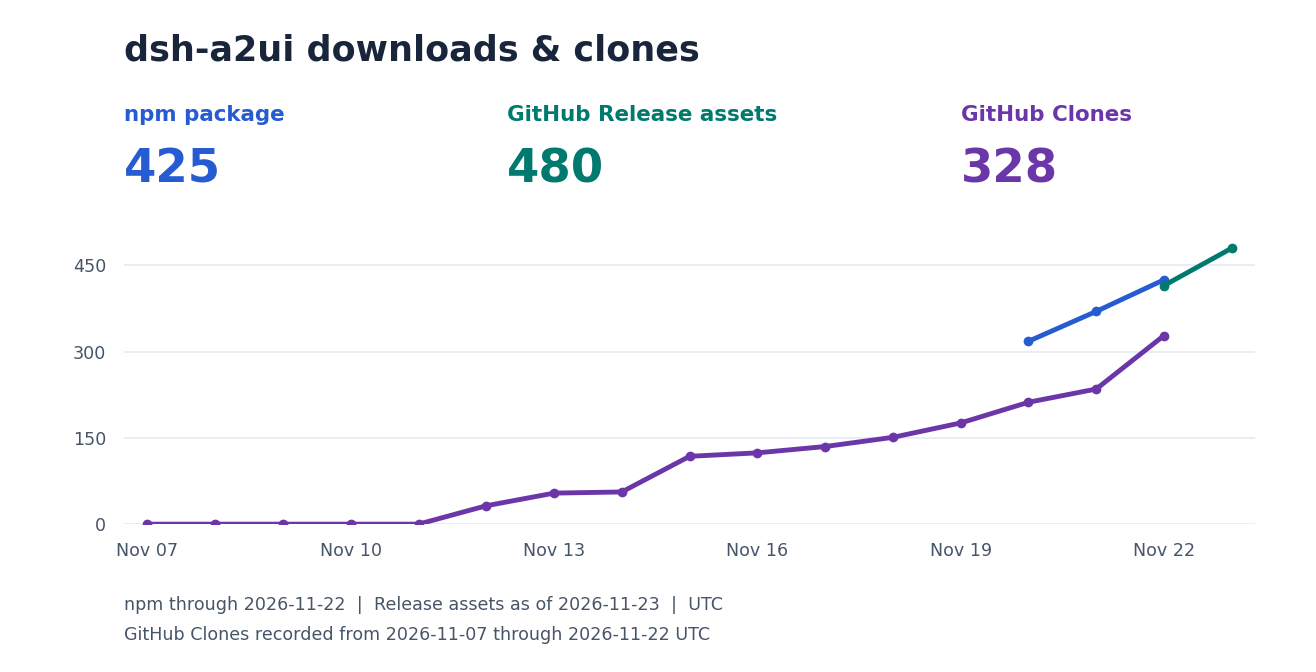 dsh-a2ui downloads & clones
npm package
GitHub Release assets
GitHub Clones
425
480
328
450
300
150
0
Nov 07
Nov 10
Nov 13
Nov 16
Nov 19
Nov 22
npm through 2026-11-22 | Release assets as of 2026-11-23 | UTC
GitHub Clones recorded from 2026-11-07 through 2026-11-22 UTC